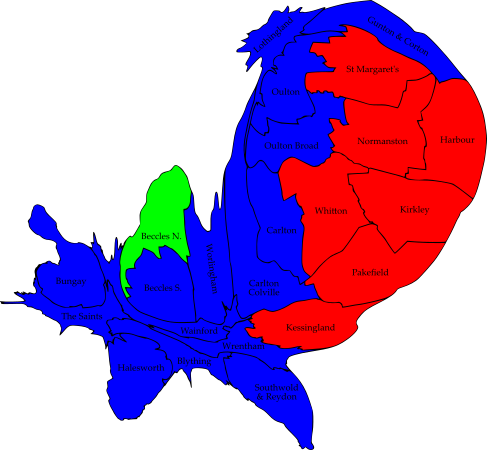 Lothingland
Gunton & Corton
St Margaret's
Oulton
Normanston
Harbour
Oulton Broad
Whitton
Kirkley
Carlton
Beccles N.
Worlingham
Pakefield
Bungay
Beccles S.
Carlton
Colville
The Saints
Wainford
Kessingland
Wrentham
Blything
Halesworth
Southwold
& Reydon